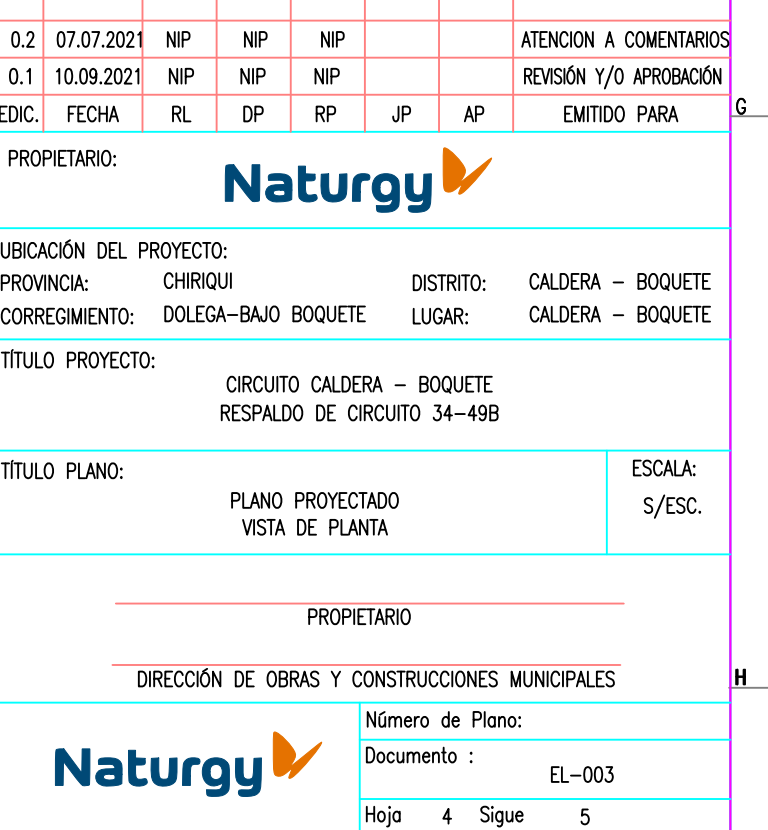 0.2 07.07.2021 NIP NIP NIP ATENCION A COMENTARIOS
0.1 10.09.2021 NIP NIP NIP REVISIÓN Y/O APROBACIÓN
EDIC. FECHA RL DP RP JP AP EMITIDO PARA
G
PROPIETARIO:
Naturgy
UBICACIÓN DEL PROYECTO:
PROVINCIA: CHIRIQUI DISTRITO: CALDERA – BOQUETE
CORREGIMIENTO: DOLEGA–BAJO BOQUETE LUGAR: CALDERA – BOQUETE
TÍTULO PROYECTO:
CIRCUITO CALDERA – BOQUETE
RESPALDO DE CIRCUITO 34–49B
TÍTULO PLANO:
PLANO PROYECTADO
VISTA DE PLANTA
ESCALA:
S/ESC.
PROPIETARIO
DIRECCIÓN DE OBRAS Y CONSTRUCCIONES MUNICIPALES
H
Naturgy
Número de Plano:
Documento :
EL–003
Hoja 4 Sigue 5